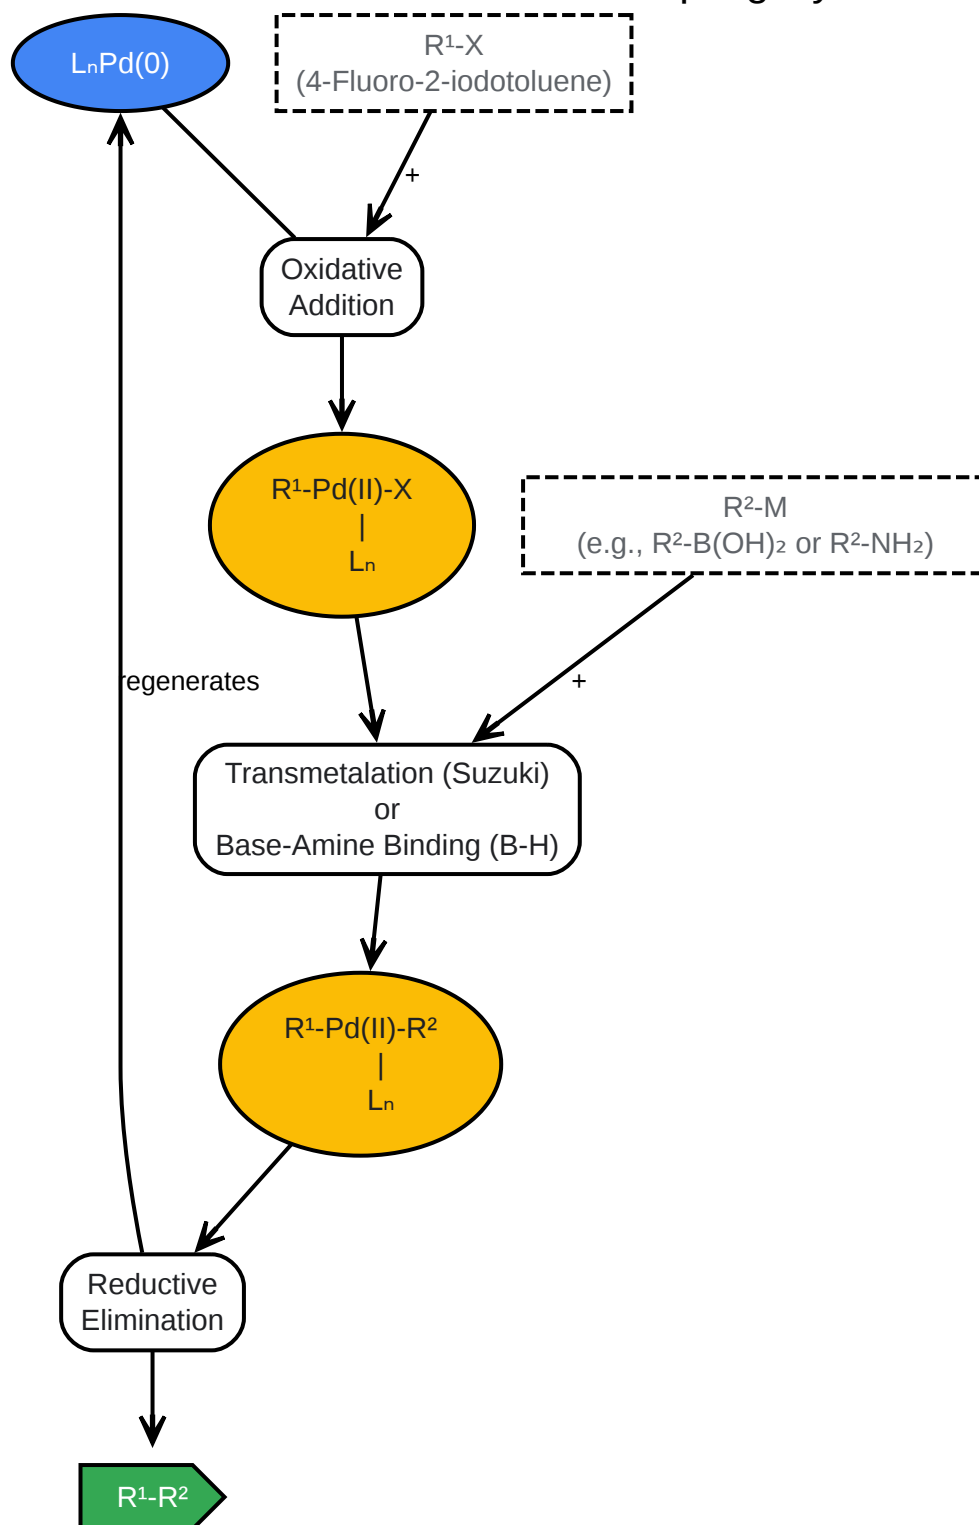 LₙPd(0)
R¹-X
(4-Fluoro-2-iodotoluene)
+
Oxidative
Addition
R¹-Pd(II)-X
|
Lₙ
R²-M
(e.g., R²-B(OH)₂ or R²-NH₂)
regenerates
+
Transmetalation (Suzuki)
or
Base-Amine Binding (B-H)
R¹-Pd(II)-R²
|
Lₙ
Reductive
Elimination
R¹-R²